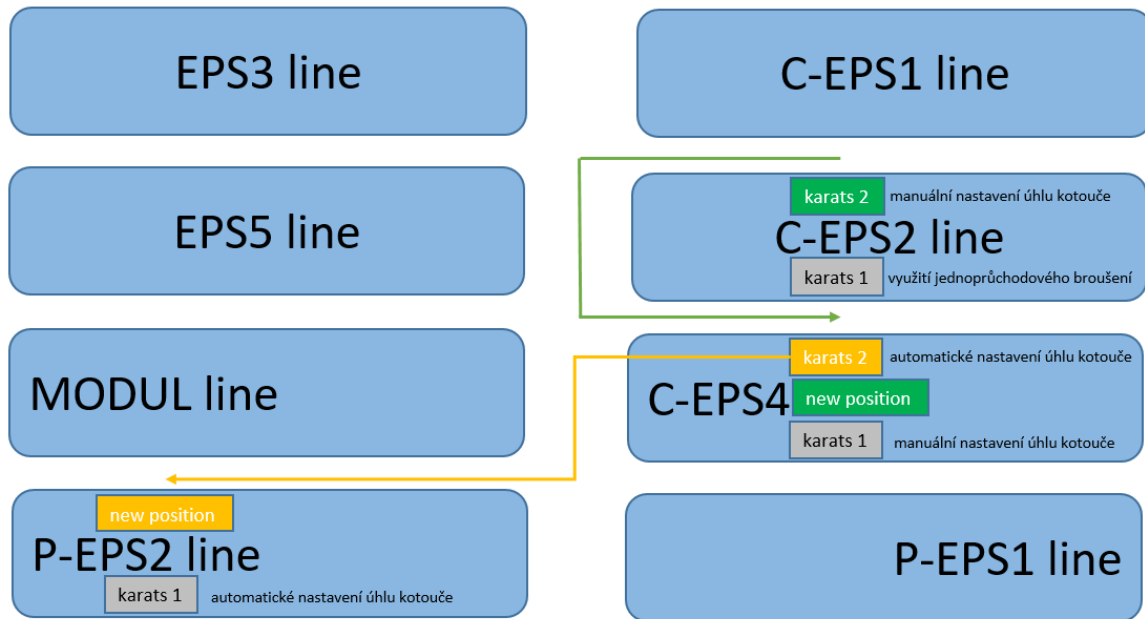 EPS3 line
C-EPS1 line
EPS5 line
karats 2 manuální nastavení úhlu kotouče
C-EPS2 line
karats 1 využití jednoprůchodového broušení
MODUL line
karats 2 automatické nastavení úhlu kotouče
C-EPS4 new position
karats 1 manuální nastavení úhlu kotouče
new position
P-EPS2 line
karats 1 automatické nastavení úhlu kotouče
P-EPS1 line